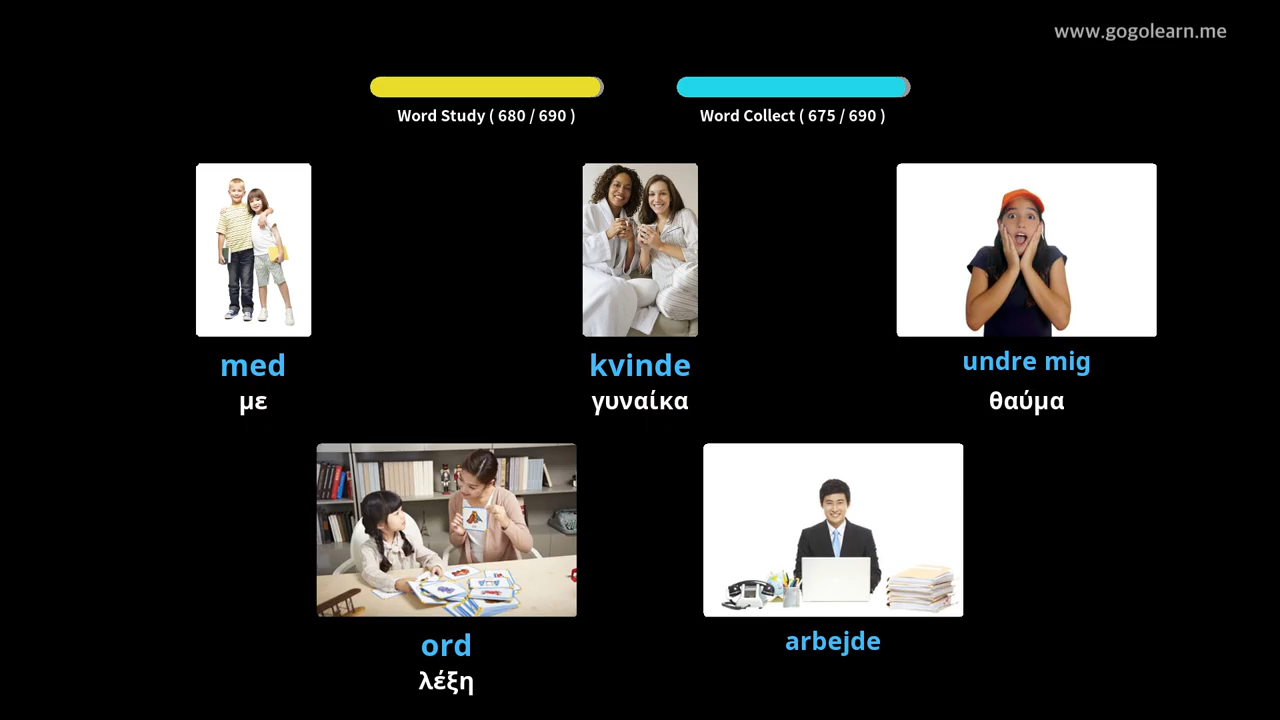 www.gogolearn.me
Word Study ( 680 / 690 )
Word Collect ( 675 / 690 )
med
με
kvinde
γυναίκα
undre mig
θαύμα
ord
λέξη
arbejde